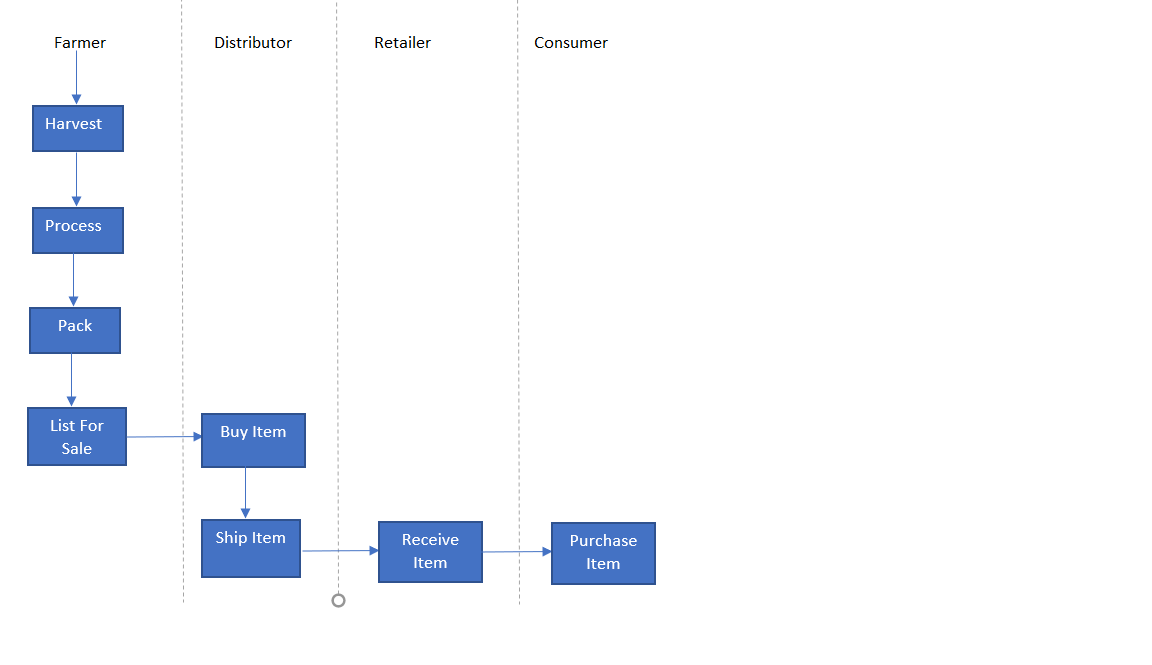 Farmer
Distributor
Retailer
Consumer
Harvest
Process
Pack
List For
Sale
Buy Item
Ship Item
Receive
Item
Purchase
Item